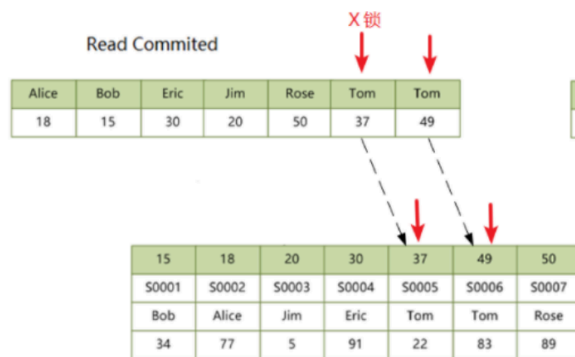 X锁
Read Commited
Alice Bob Eric Jim Rose Tom Tom
18 15 30 20 50 37 49
15 18 20 30 37 49 50
S0001 S0002 S0003 S0004 S0005 S0006 S0007
Bob Alice Jim Eric Tom Tom Rose
34 77 5 91 22 83 89